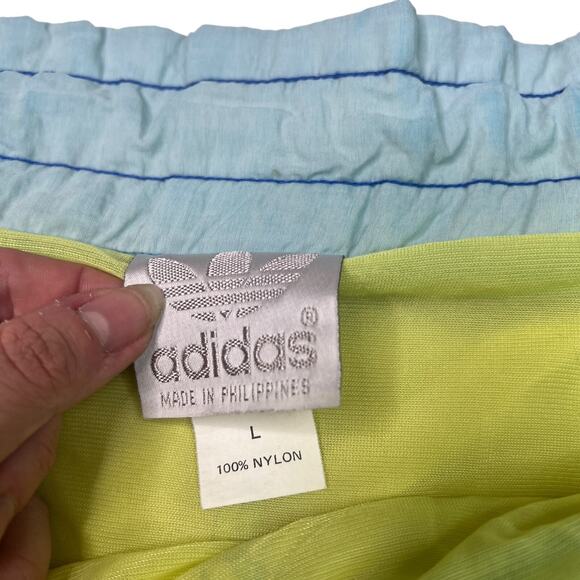 adidas®
MADE IN PHILIPPINES
L
100% NYLON